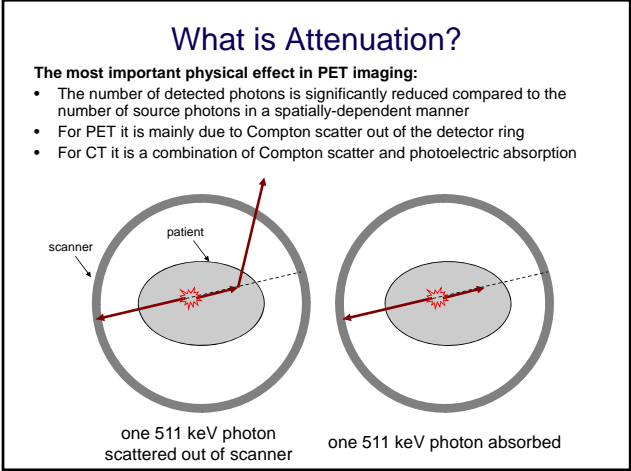 What is Attenuation?
The most important physical effect in PET imaging:
• The number of detected photons is significantly reduced compared to the
number of source photons in a spatially-dependent manner
• For PET it is mainly due to Compton scatter out of the detector ring
• For CT it is a combination of Compton scatter and photoelectric absorption
scanner
patient
one 511 keV photon
scattered out of scanner
one 511 keV photon absorbed